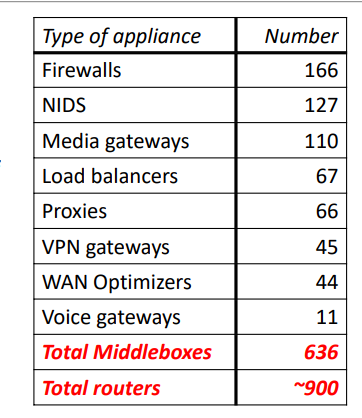 Type of appliance Number
Firewalls 166
NIDS 127
Media gateways 110
Load balancers 67
Proxies 66
VPN gateways 45
WAN Optimizers 44
Voice gateways 11
Total Middleboxes 636
Total routers ~900